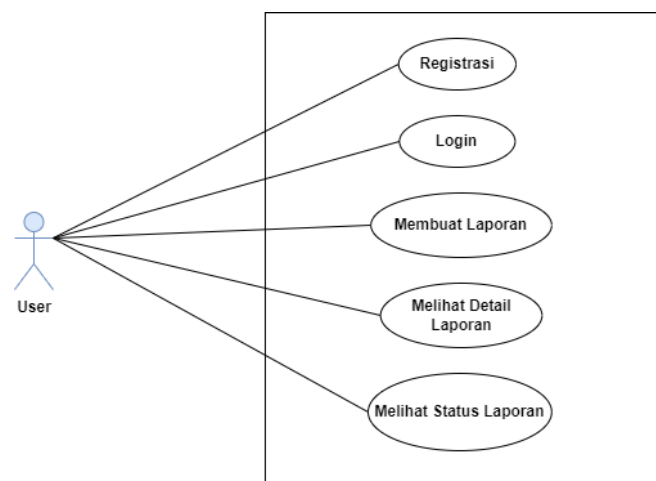 Registrasi
Login
Membuat Laporan
User
Melihat Detail
Laporan
Melihat Status Laporan